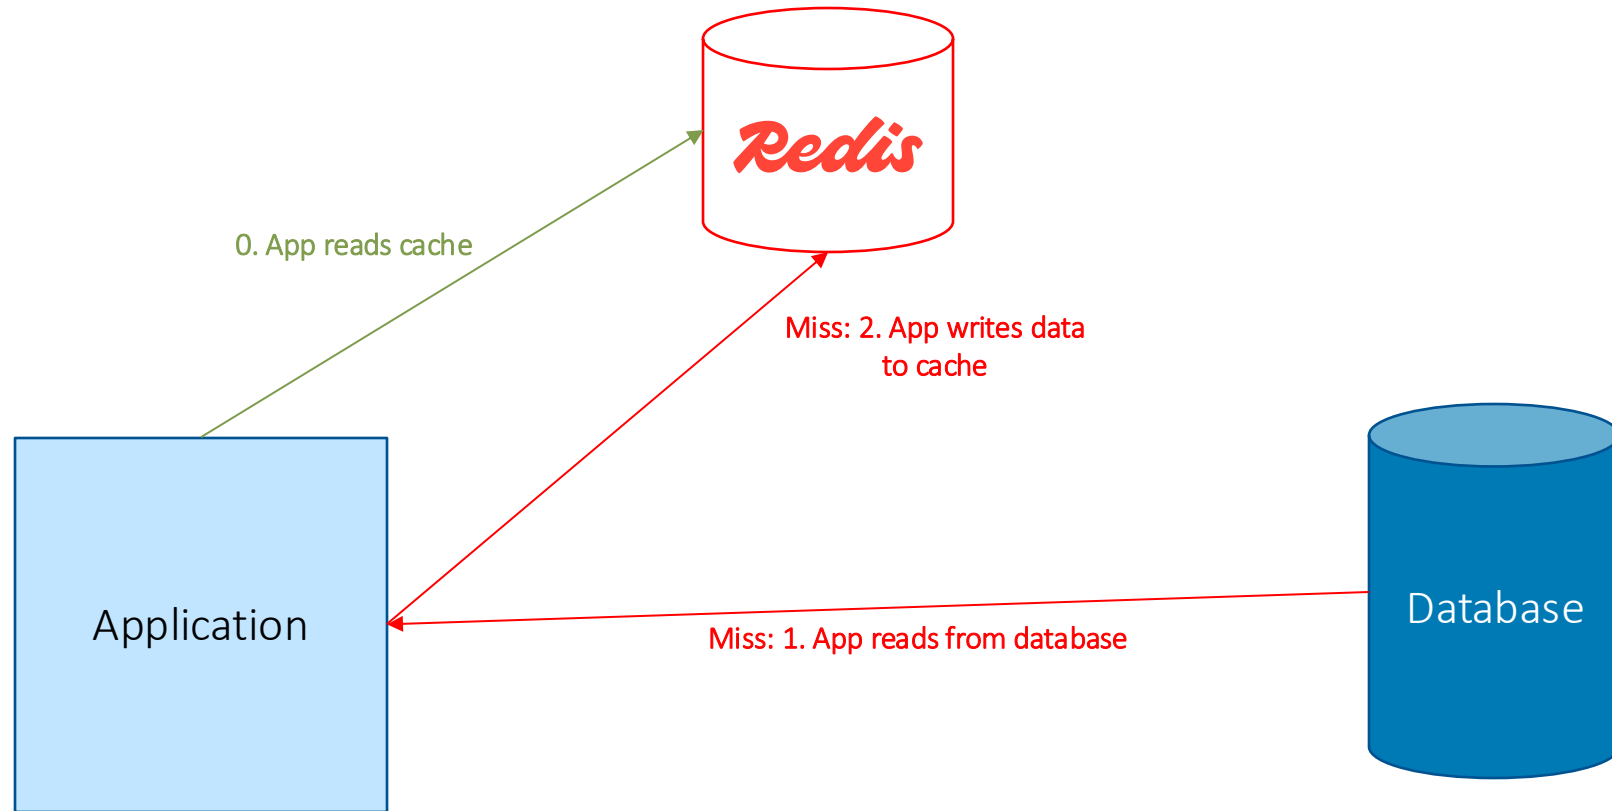 Redis
0. App reads cache
Miss: 2. App writes data
to cache
Application
Database
Miss: 1. App reads from database